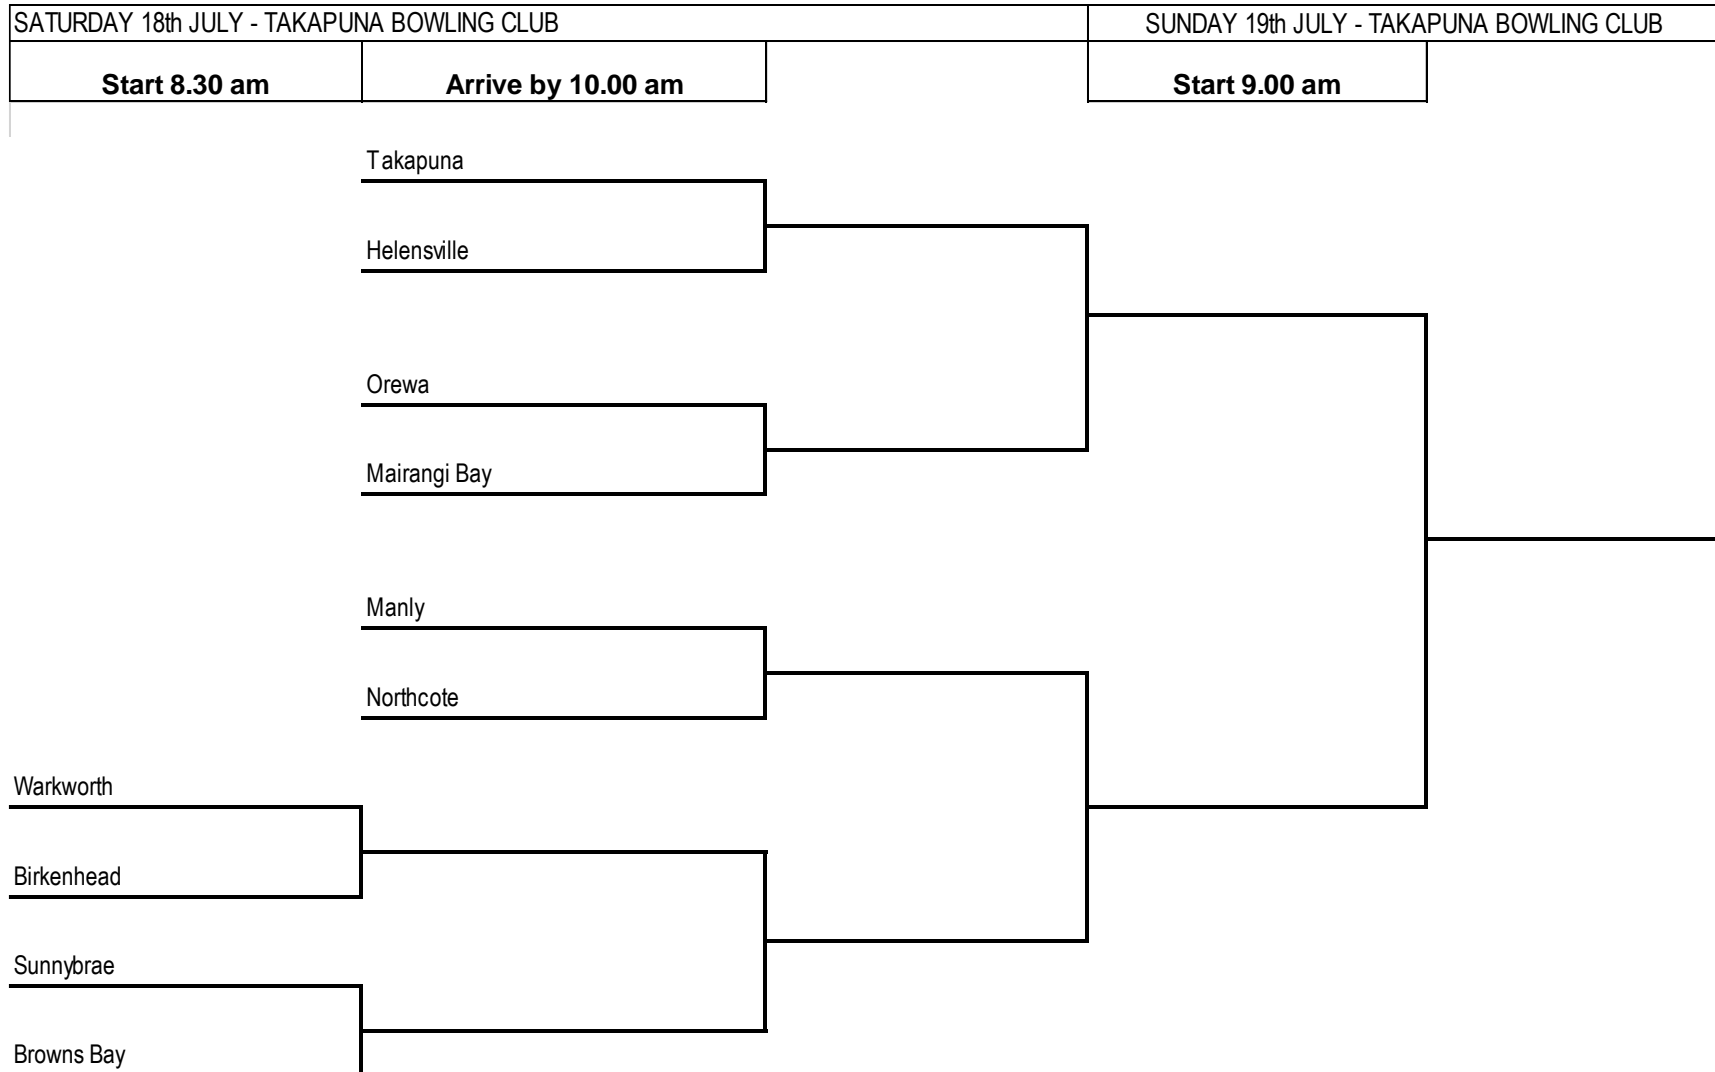 SATURDAY 18th JULY - TAKAPUNA BOWLING CLUB
SUNDAY 19th JULY - TAKAPUNA BOWLING CLUB
Start 8.30 am
Arrive by 10.00 am
Start 9.00 am
Takapuna
Helensville
Orewa
Mairangi Bay
Manly
Northcote
Warkworth
Birkenhead
Sunnybrae
Browns Bay